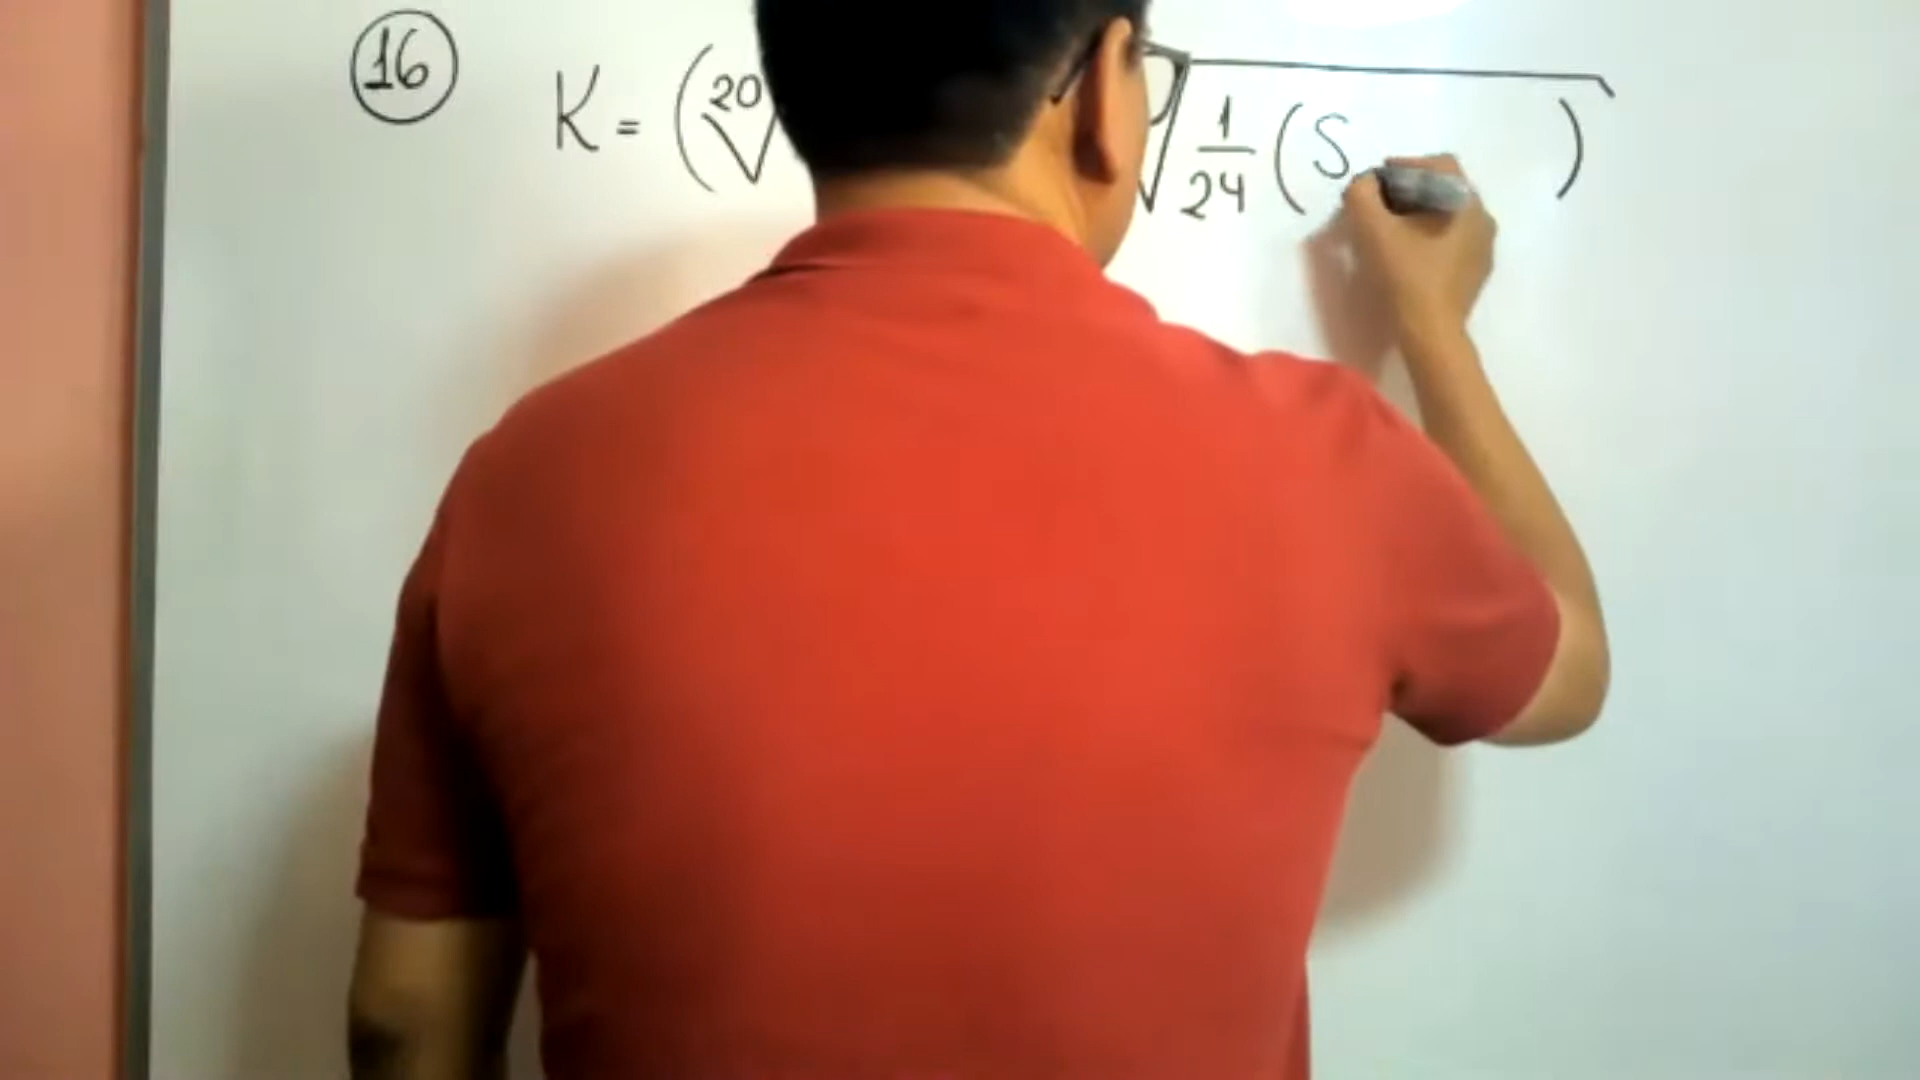 16 K = ( 20√ √ 1/24 ( S )